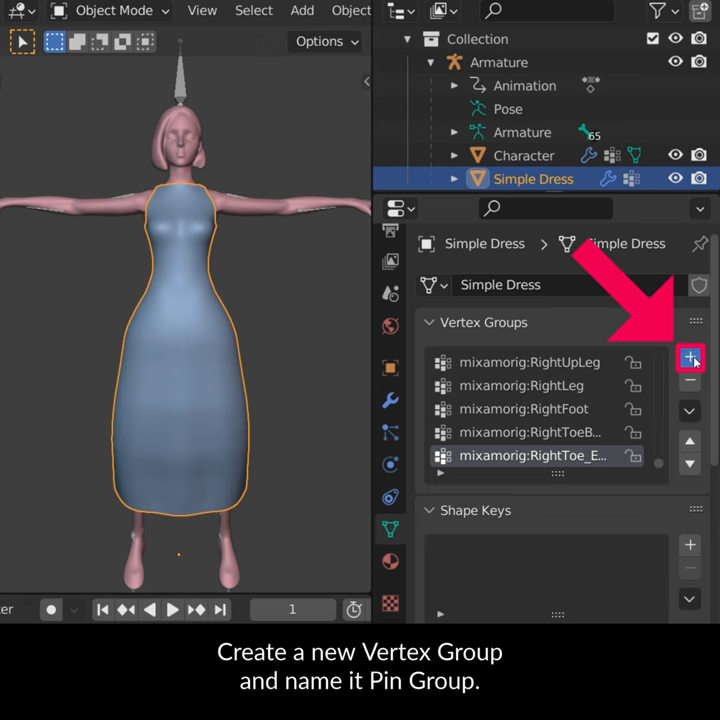 Object Mode
View
Select
Add
Object
Options
Collection
Armature
Animation
Pose
Armature
65
Character
Simple Dress
Simple Dress
Simple Dress
Simple Dress
Vertex Groups
mixamorig:RightUpLeg
mixamorig:RightLeg
mixamorig:RightFoot
mixamorig:RightToeB...
mixamorig:RightToe_E...
Shape Keys
er
1
Create a new Vertex Group
and name it Pin Group.